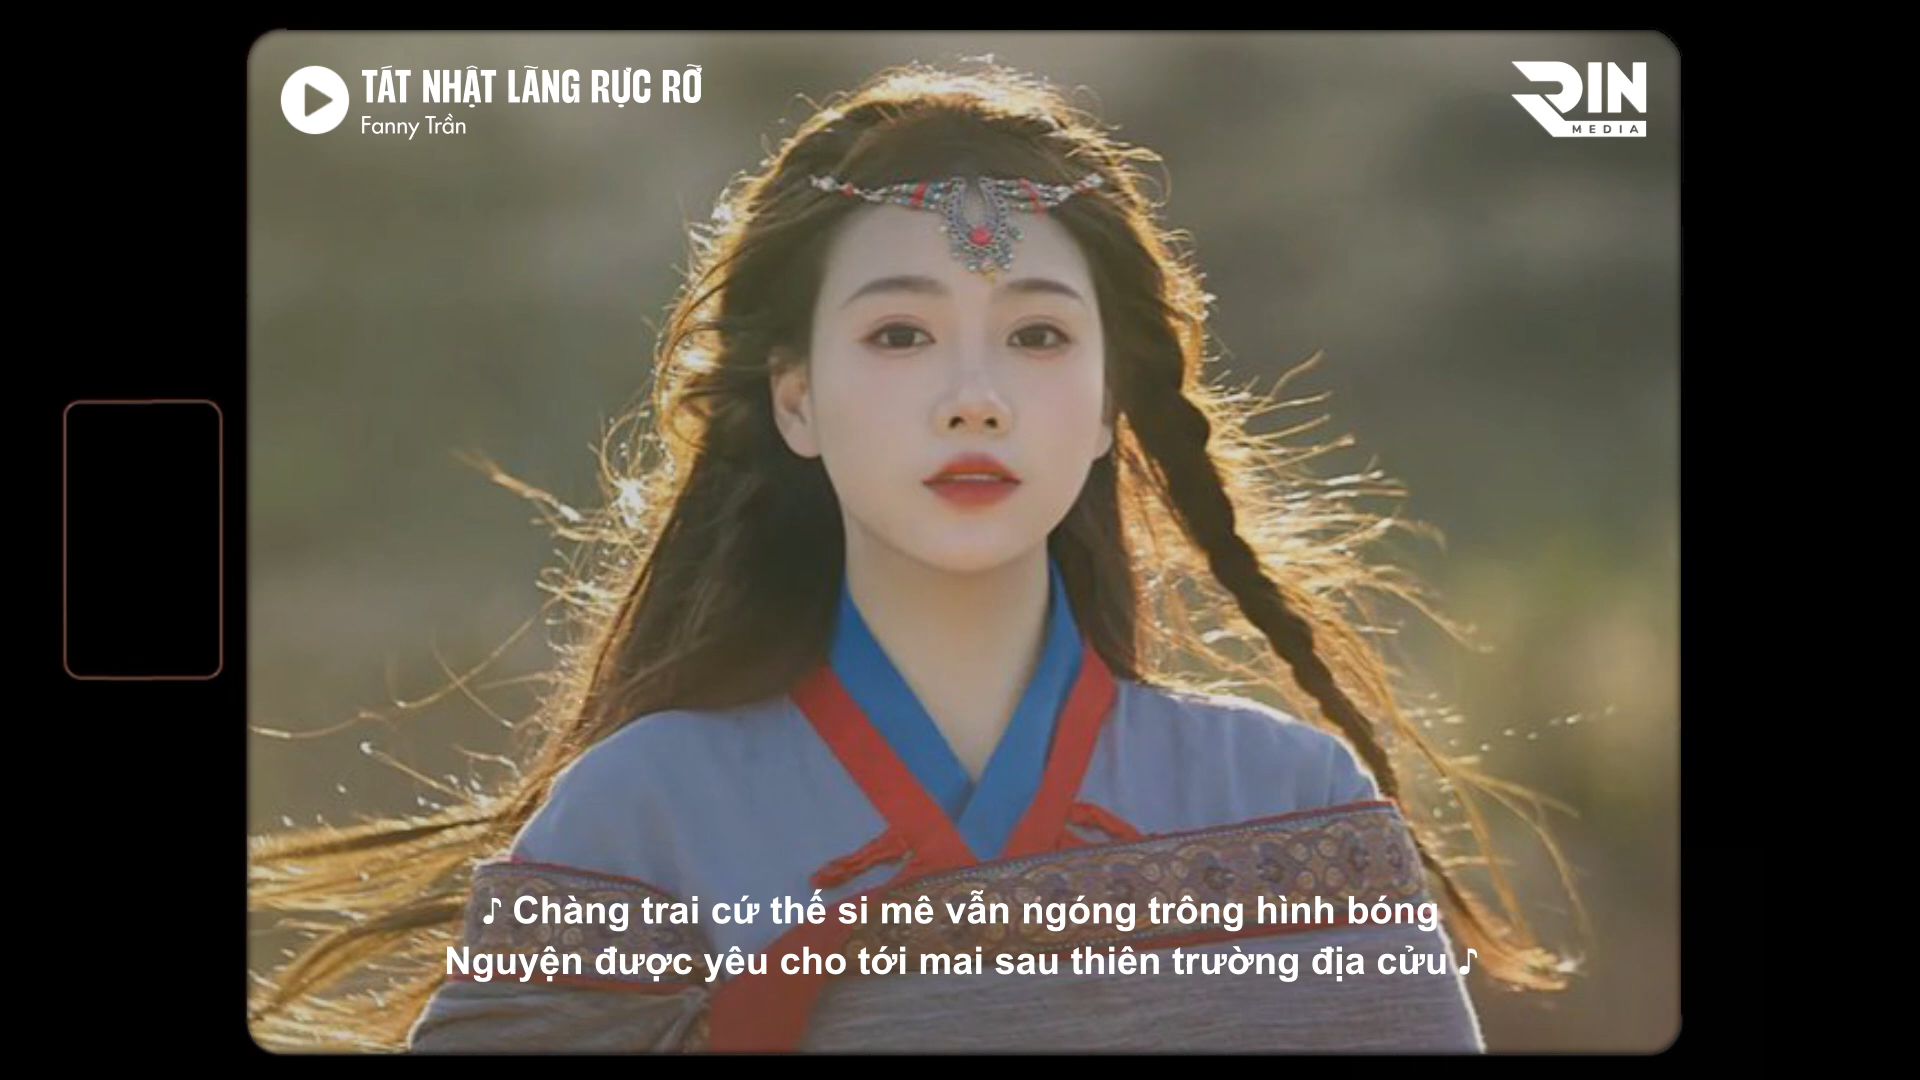 TÁT NHẬT LÃNG RỰC RỠ
Fanny Trần
RIN
MEDIA
♪ Chàng trai cứ thế si mê vẫn ngóng trông hình bóng
Nguyện được yêu cho tới mai sau thiên trường địa cửu ♪